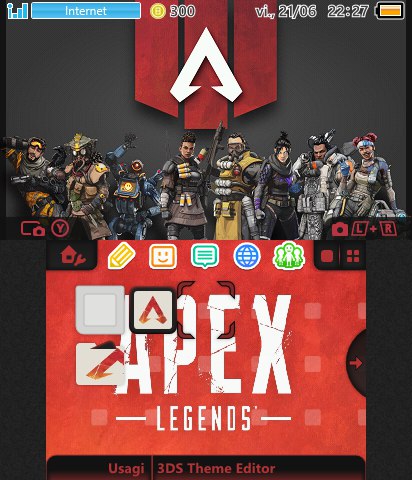 Internet 300 vi., 21/06 22:27
Y L+R
APEX
LEGENDS
Usagi 3DS Theme Editor